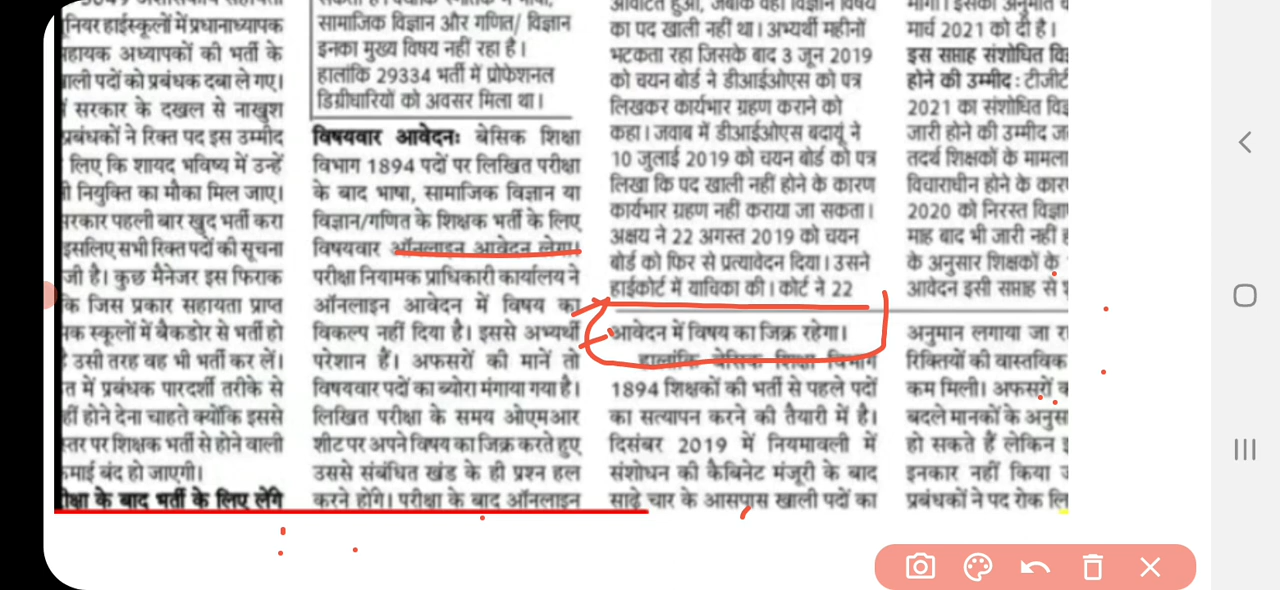 सामाजिक विज्ञान और गणित/ विज्ञान
इनका मुख्य विषय नहीं रहा है।
हालांकि 29334 भर्ती में प्रोफेशनल
डिग्रीधारियों को अवसर मिला था।
नियर हाईस्कूलों में प्रधानाध्यापक
सहायक अध्यापकों की भर्ती के
खाली पदों को प्रबंधक दबा ले गए।
सरकार के दखल से नाखुश
प्रबंधकों ने रिक्त पद इस उम्मीद
लिए कि शायद भविष्य में उन्हें
नियुक्ति का मौका मिल जाए।
सरकार पहली बार खुद भर्ती करा
इसलिए सभी रिक्त पदों की सूचना
जी है। कुछ मैनेजर इस फिराक
कि जिस प्रकार सहायता प्राप्त
स्कूलों में बैकडोर से भर्ती हो
उसी तरह वह भी भर्ती कर लें।
त में प्रबंधक पारदर्शी तरीके से
हीं होने देना चाहते क्योंकि इससे
स्तर पर शिक्षक भर्ती से होने वाली
कमाई बंद हो जाएगी।
के बाद भर्ती के लिए लेंगे
विषयवार आवेदनः बेसिक शिक्षा
विभाग 1894 पदों पर लिखित परीक्षा
के बाद भाषा, सामाजिक विज्ञान या
विज्ञान/गणित के शिक्षक भर्ती के लिए
विषयवार ऑनलाइन आवेदन लेगा।
परीक्षा नियामक प्राधिकारी कार्यालय ने
ऑनलाइन आवेदन में विषय का
विकल्प नहीं दिया है। इससे अभ्यर्थी
परेशान हैं। अफसरों की मानें तो
विषयवार पदों का ब्योरा मंगाया गया है।
लिखित परीक्षा के समय ओएमआर
शीट पर अपने विषय का जिक्र करते हुए
उससे संबंधित खंड के ही प्रश्न हल
करने होंगे। परीक्षा के बाद ऑनलाइन
आवंटित हुआ, जबकि वहां विज्ञान विषय
का पद खाली नहीं था। अभ्यर्थी महीनों
भटकता रहा जिसके बाद 3 जून 2019
को चयन बोर्ड ने डीआईओएस को पत्र
लिखकर कार्यभार ग्रहण कराने को
कहा। जवाब में डीआईओएस बदायूं ने
10 जुलाई 2019 को चयन बोर्ड को पत्र
लिखा कि पद खाली नहीं होने के कारण
कार्यभार ग्रहण नहीं कराया जा सकता।
अक्षय ने 22 अगस्त 2019 को चयन
बोर्ड को फिर से प्रत्यावेदन दिया। उसने
हाईकोर्ट में याचिका की। कोर्ट ने 22
आवेदन में विषय का जिक्र रहेगा।
हालांकि बेसिक शिक्षा विभाग
1894 शिक्षकों की भर्ती से पहले पदों
का सत्यापन करने की तैयारी में है।
दिसंबर 2019 में नियमावली में
संशोधन की कैबिनेट मंजूरी के बाद
साढ़े चार के आसपास खाली पदों का
मांगी। इसकी अनुमति
मार्च 2021 को दी है।
इस सप्ताह संशोधित
होने की उम्मीद : टीजीटी
2021 का संशोधित
जारी होने की उम्मीद
तदर्थ शिक्षकों के मामला
विचाराधीन होने के
2020 को निरस्त
माह बाद भी जारी नहीं
के अनुसार शिक्षकों के
आवेदन इसी सप्ताह से
अनुमान लगाया जा
रिक्तियों की वास्तविक
कम मिली। अफसरों
बदले मानकों के
हो सकते हैं लेकिन
इनकार नहीं किया
प्रबंधकों ने पद रोक